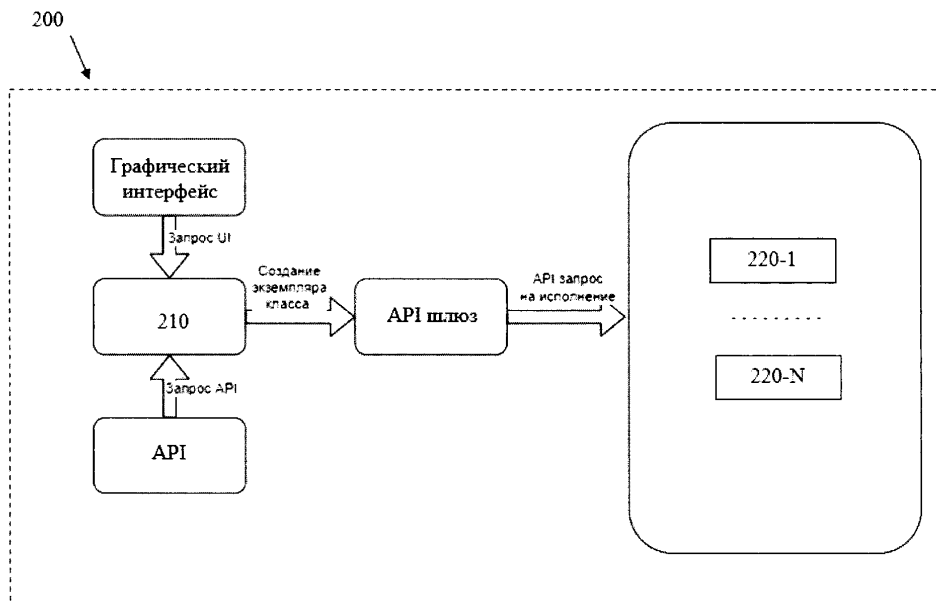 200
Графический
интерфейс
Запрос UI
210
Запрос API
API
Создание
экземпляра
класса
API шлюз
API запрос
на исполнение
220-1
........
220-N